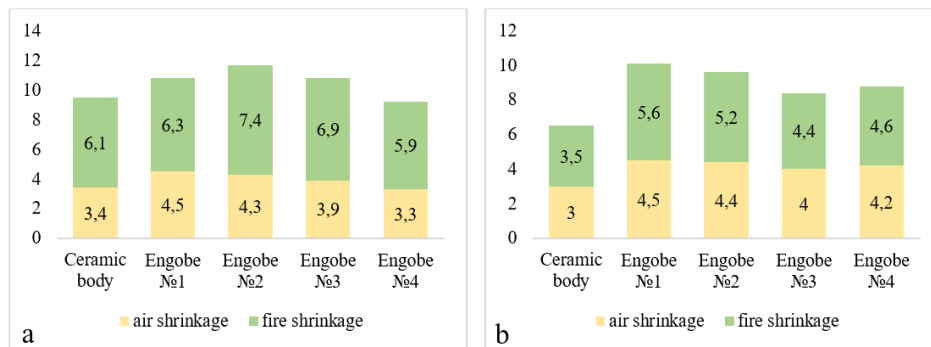 14
12
10
8
6
4
2
0
6,1
6,3
7,4
6,9
5,9
3,4
4,5
4,3
3,9
3,3
Ceramic body
Engobe №1
Engobe №2
Engobe №3
Engobe №4
air shrinkage
fire shrinkage
a
12
10
8
6
4
2
0
3,5
5,6
5,2
4,4
4,6
3
4,5
4,4
4
4,2
Ceramic body
Engobe №1
Engobe №2
Engobe №3
Engobe №4
air shrinkage
fire shrinkage
b